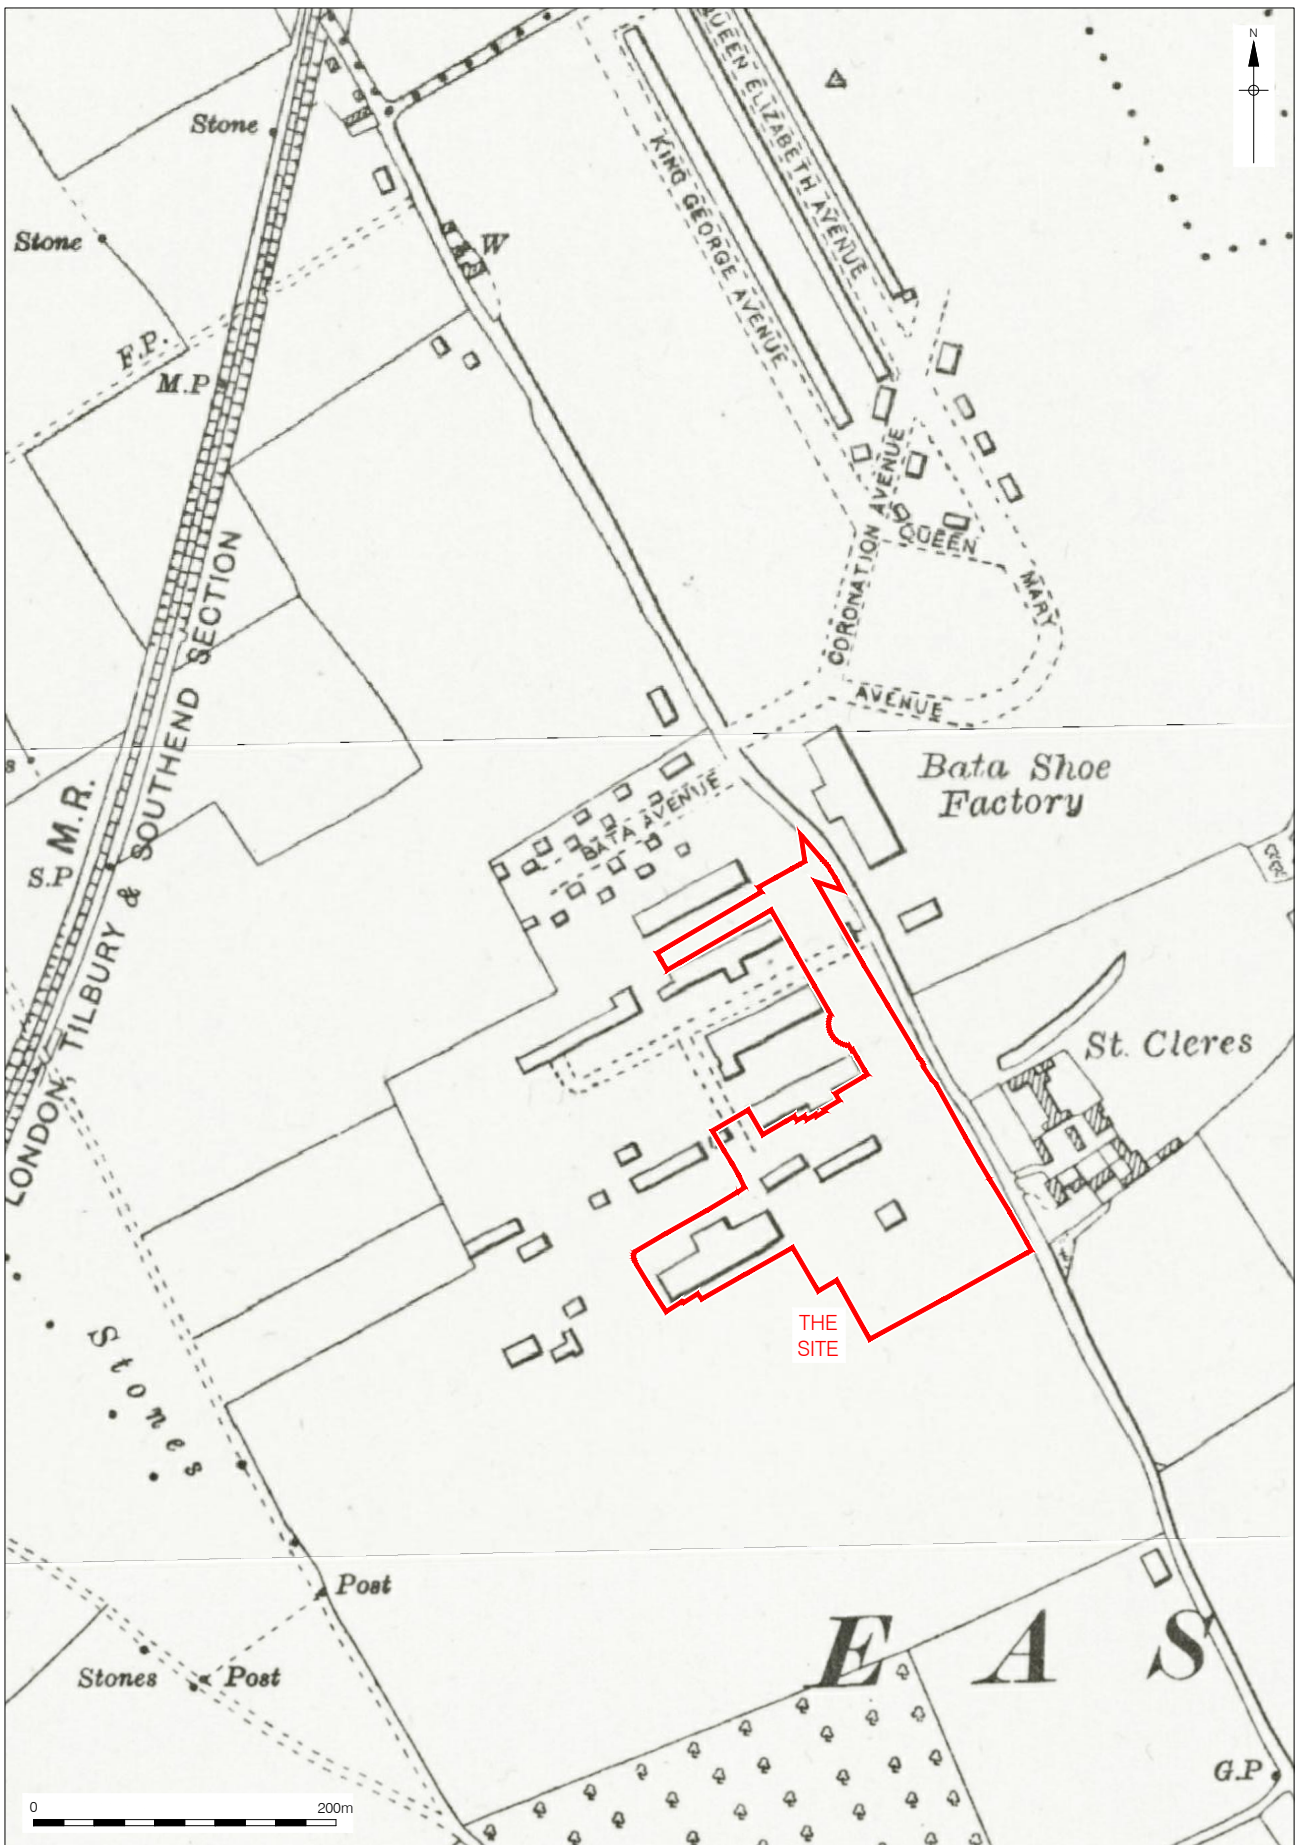 N
QUEEN ELIZABETH AVENUE
KING GEORGE AVENUE
Stone
Stone
W
F.P.
M.P
CORONATION AVENUE
QUEEN
MARY
AVENUE
LONDON, TILBURY & SOUTHEND SECTION
M.R.
S.P
s
BATA AVENUE
Bata Shoe
Factory
St. Cleres
THE
SITE
Stones
Post
Stones
Post
E A S
G.P
0
200m